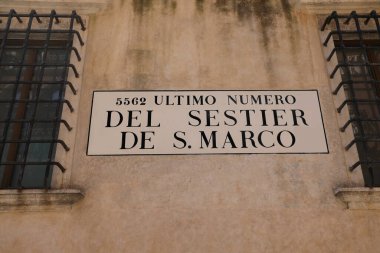 5562 ULTIMO NUMERO
DEL SESTIER
DE S. MARCO